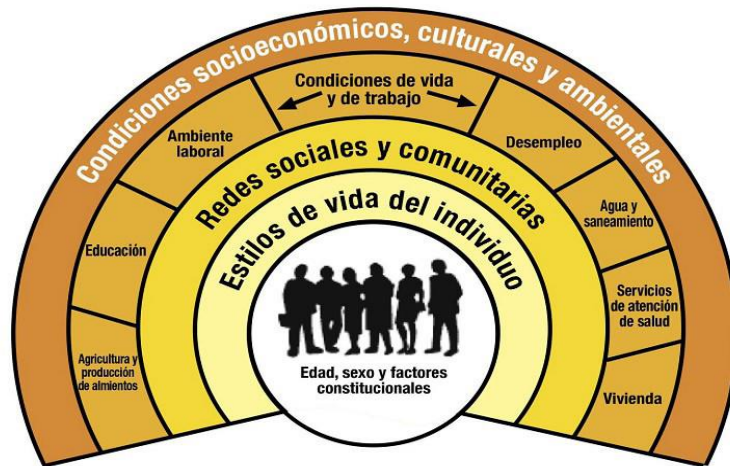 Condiciones socioeconómicos, culturales y ambientales
Condiciones de vida
y de trabajo
Ambiente
laboral
Desempleo
Redes sociales y comunitarias
Agua y
saneamiento
Educación
Estilos de vida del individuo
Servicios
de atención
de salud
Agricultura y
producción
de almientos
Edad, sexo y factores
constitucionales
Vivienda